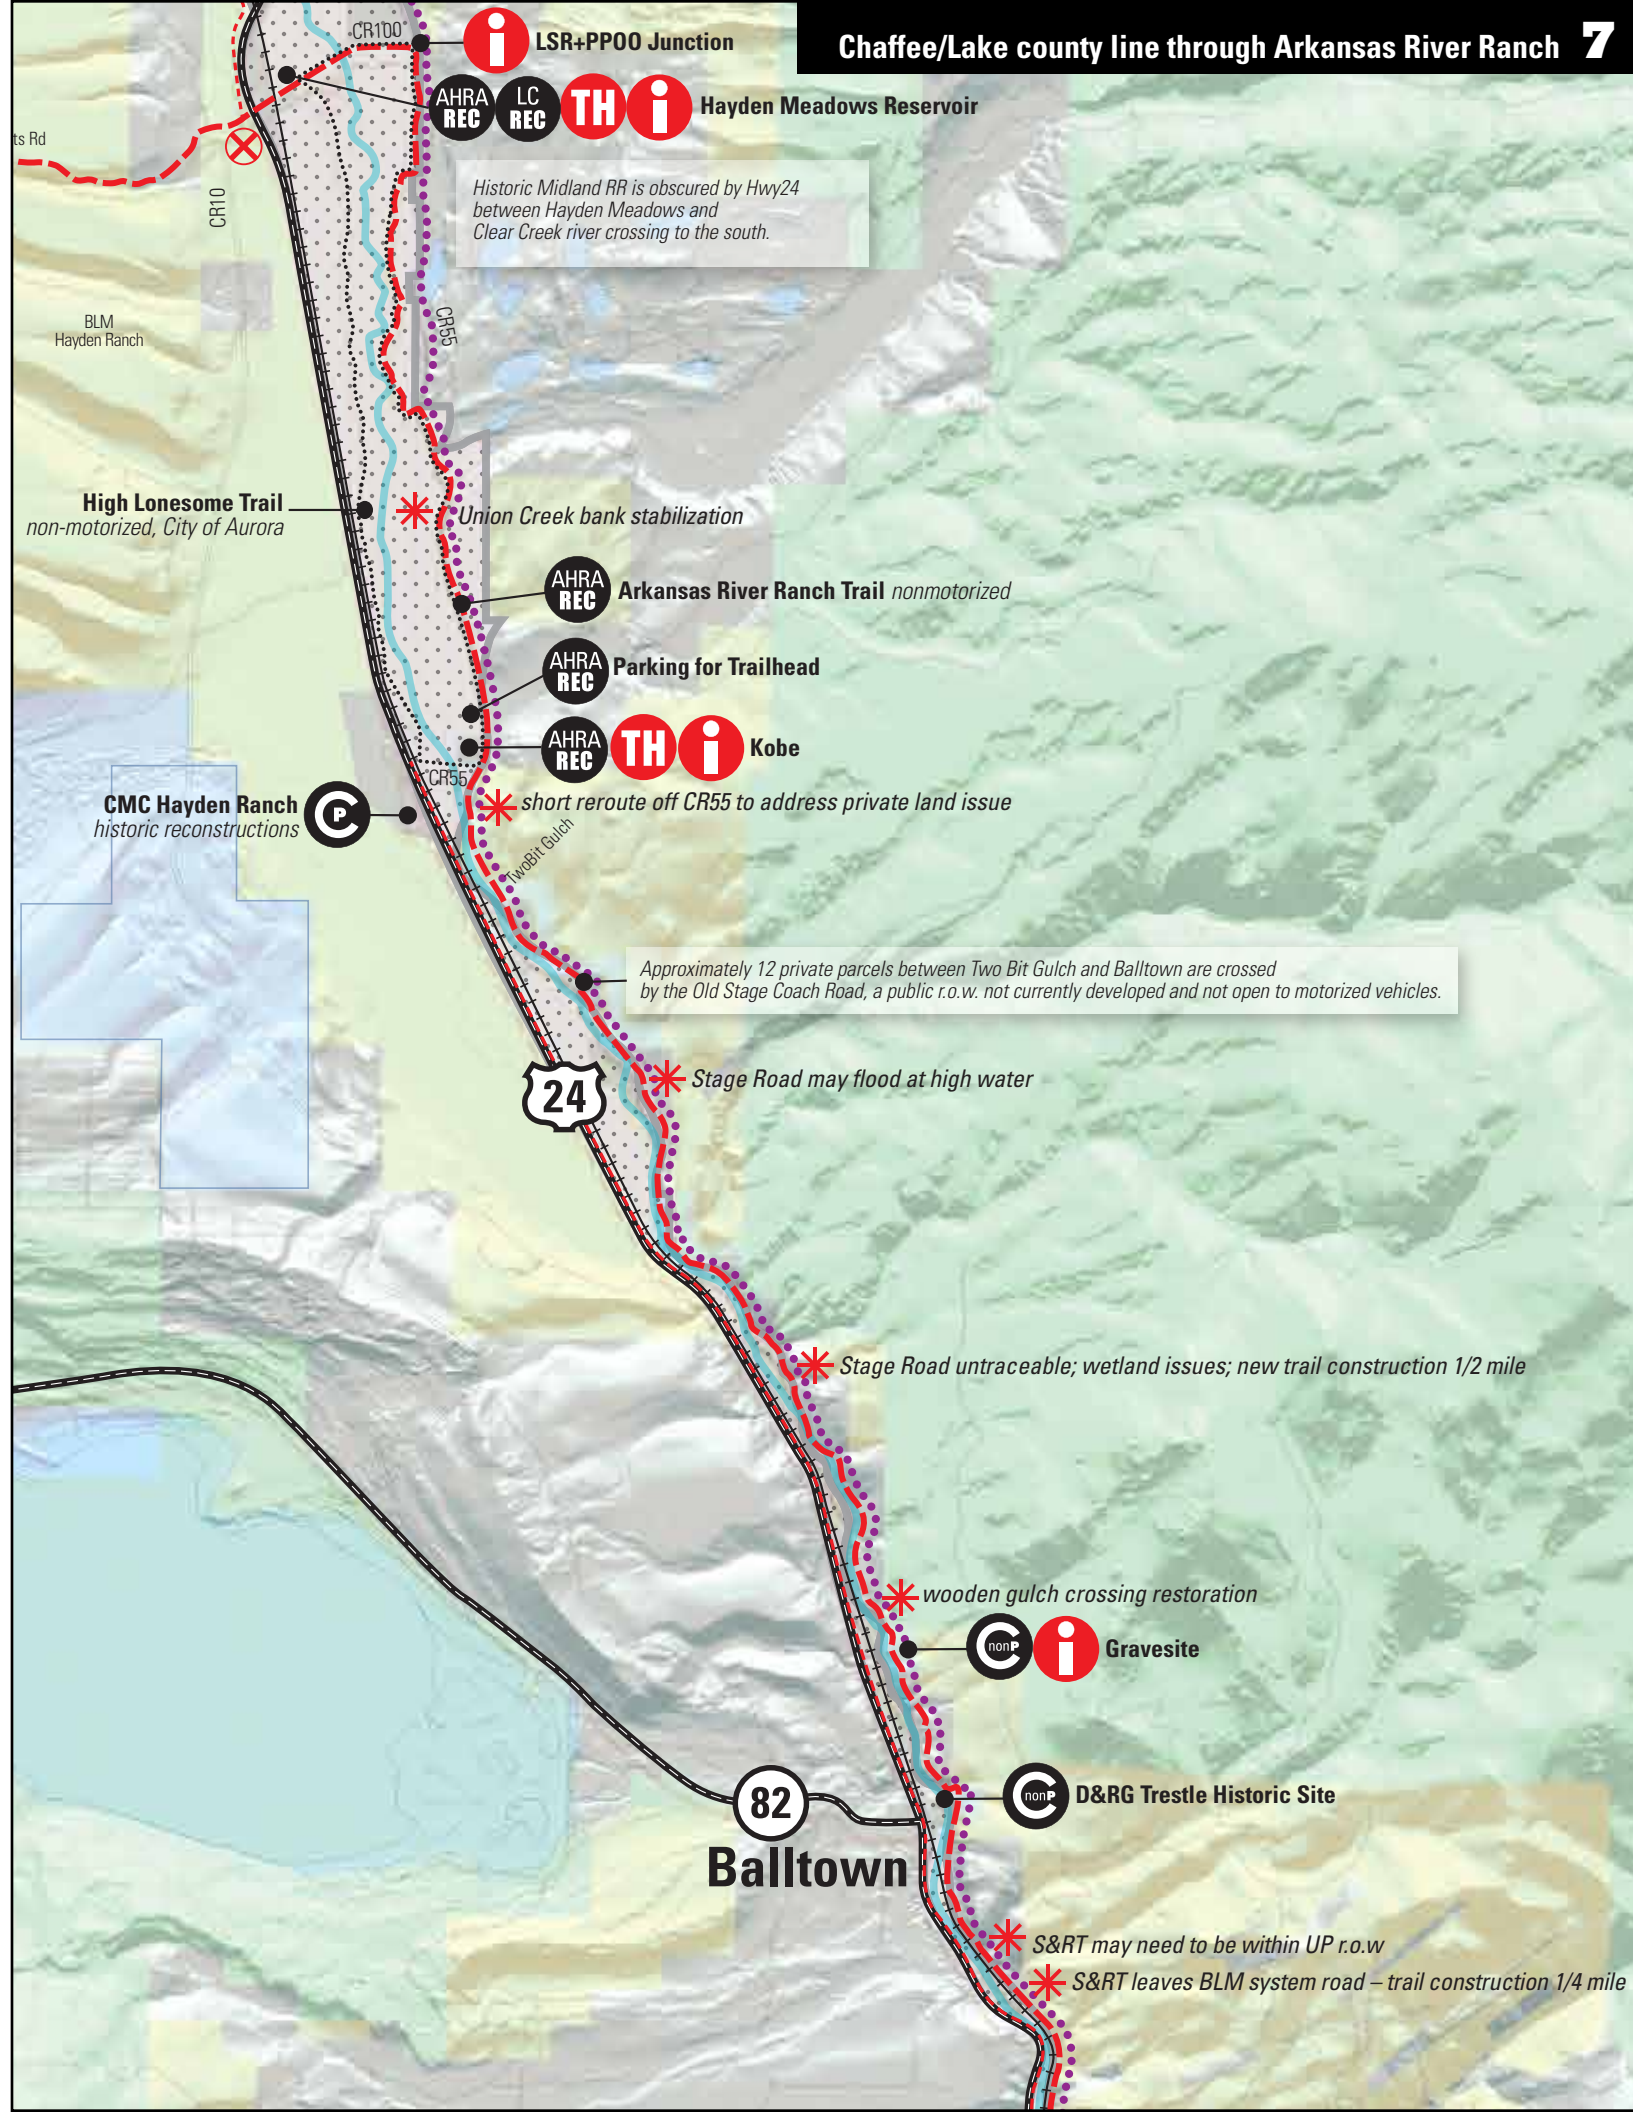 Chaffee/Lake county line through Arkansas River Ranch 7
CR100
i LSR+PPOO Junction
AHRA REC LC REC TH i Hayden Meadows Reservoir
ts Rd
CR10
Historic Midland RR is obscured by Hwy24
between Hayden Meadows and
Clear Creek river crossing to the south.
BLM
Hayden Ranch
CR55
High Lonesome Trail
non-motorized, City of Aurora
Union Creek bank stabilization
AHRA REC Arkansas River Ranch Trail nonmotorized
AHRA REC Parking for Trailhead
AHRA REC TH i Kobe
CR55
CMC Hayden Ranch
historic reconstructions
C P
short reroute off CR55 to address private land issue
TwoBit Gulch
Approximately 12 private parcels between Two Bit Gulch and Balltown are crossed
by the Old Stage Coach Road, a public r.o.w. not currently developed and not open to motorized vehicles.
24
Stage Road may flood at high water
Stage Road untraceable; wetland issues; new trail construction 1/2 mile
wooden gulch crossing restoration
C nonP i Gravesite
C nonP D&RG Trestle Historic Site
82
Balltown
S&RT may need to be within UP r.o.w
S&RT leaves BLM system road – trail construction 1/4 mile